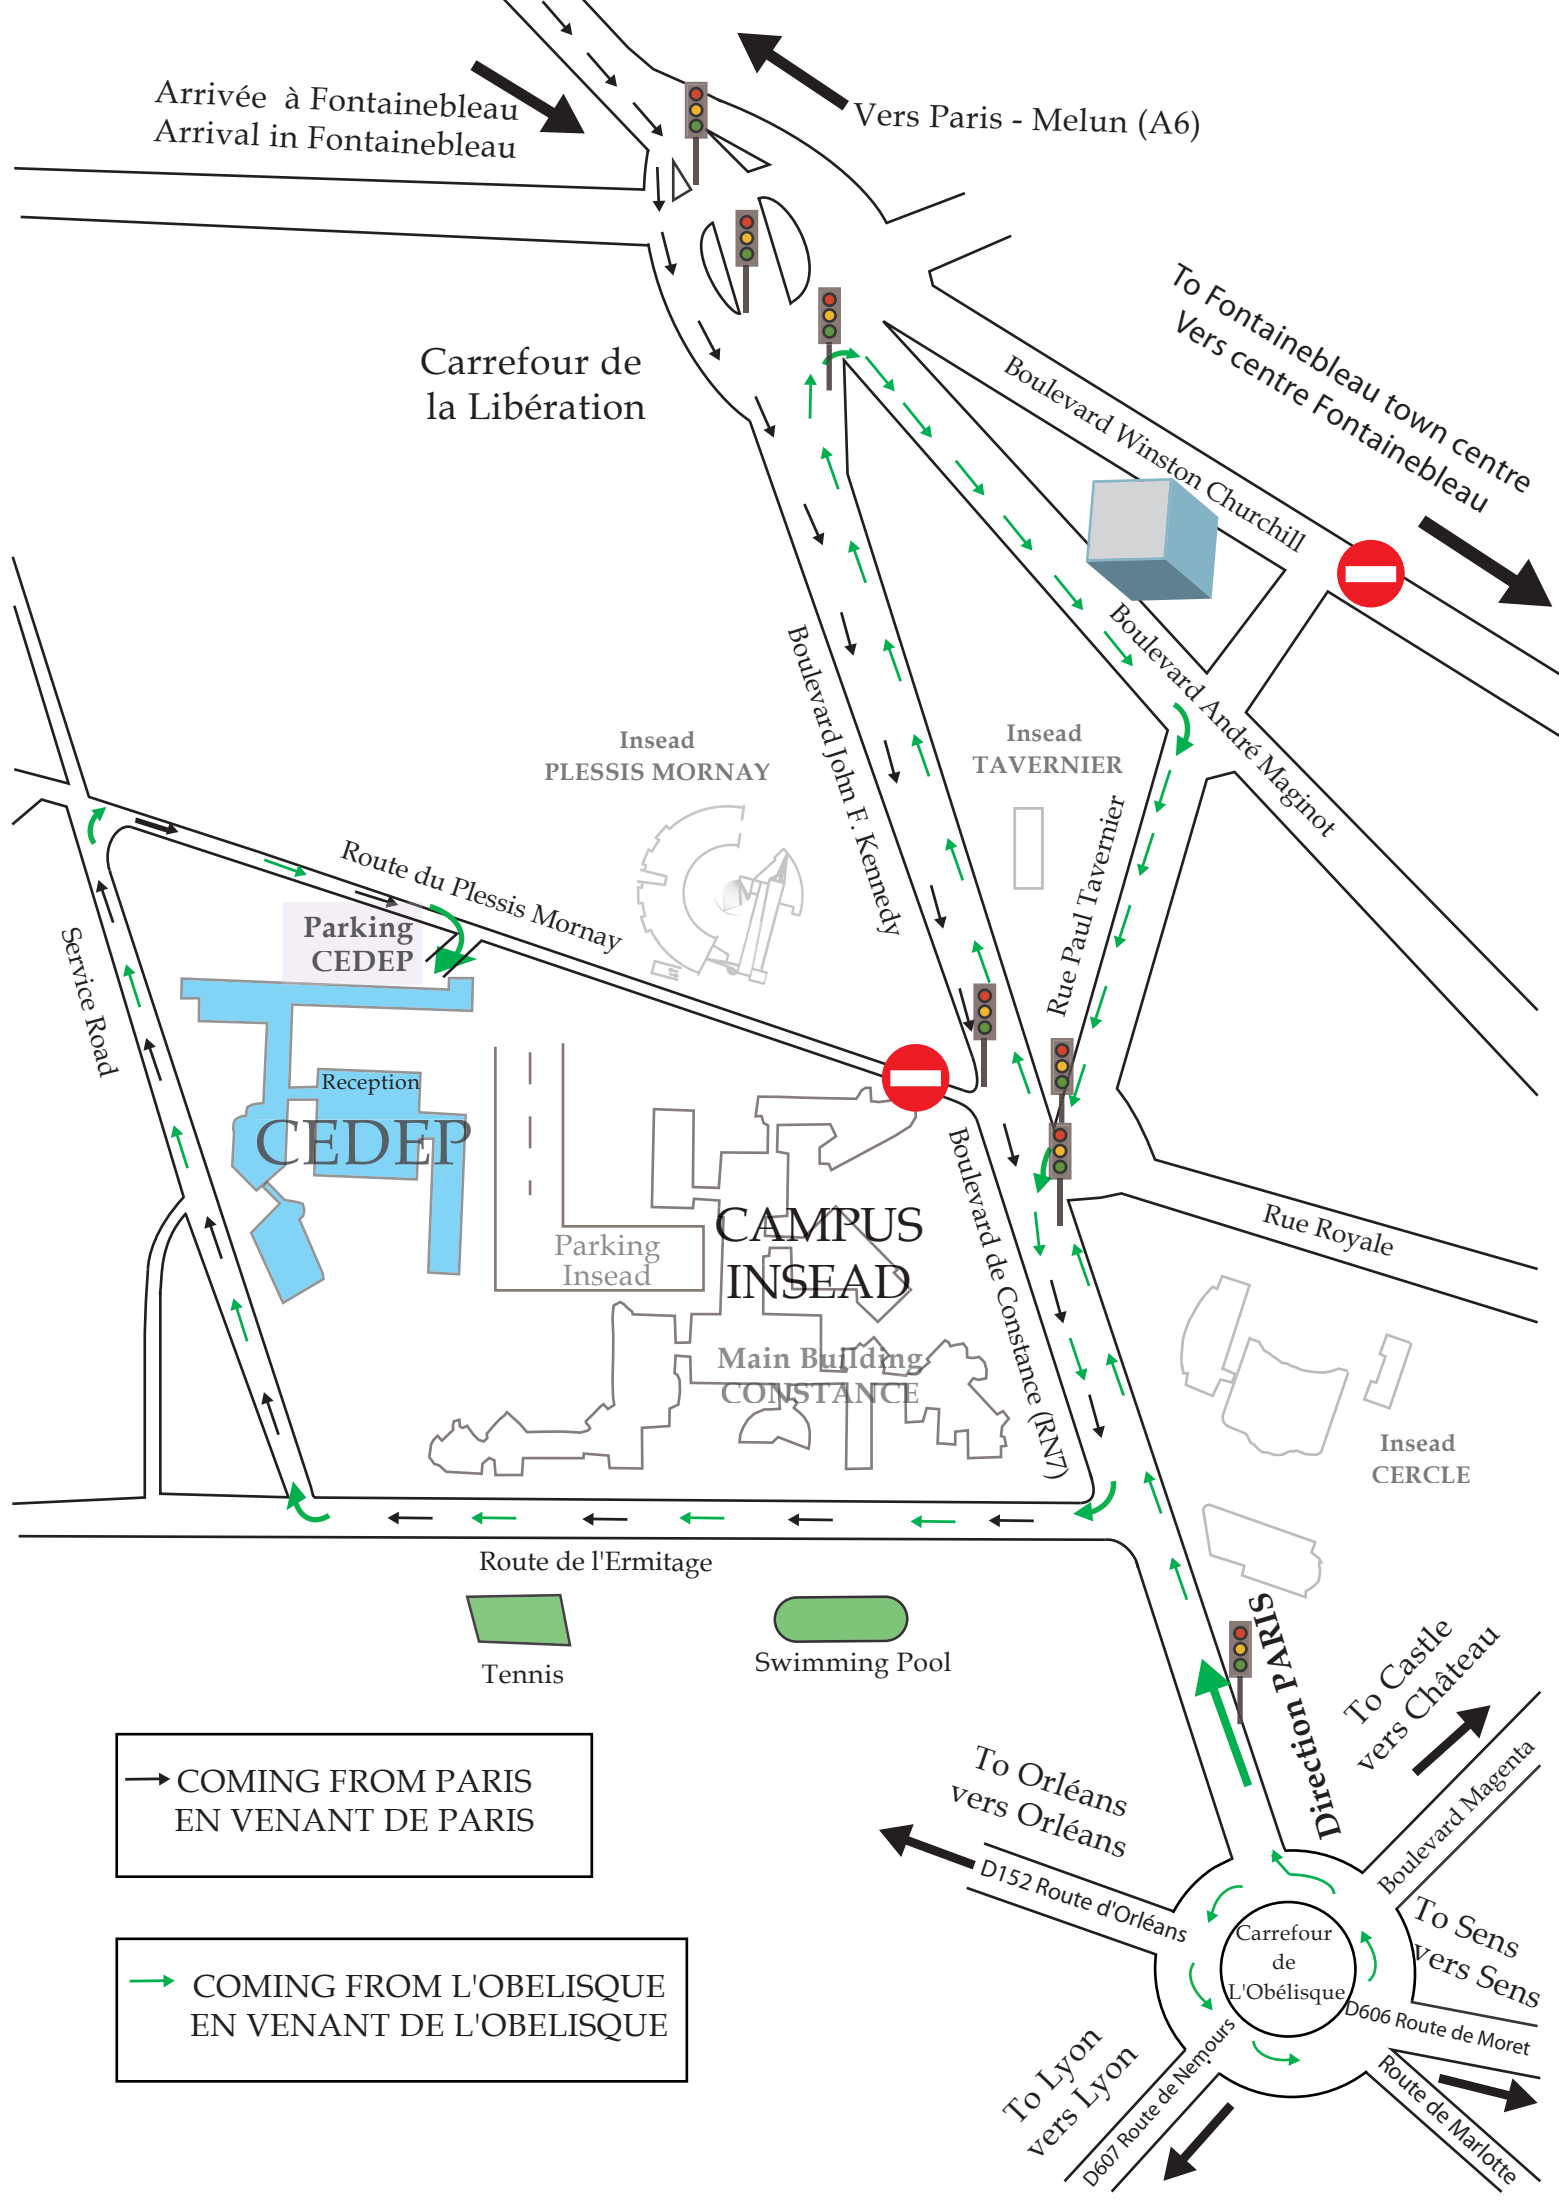 Arrivée à Fontainebleau
Arrival in Fontainebleau
Vers Paris - Melun (A6)
To Fontainebleau town centre
Vers centre Fontainebleau
Carrefour de
la Libération
Boulevard Winston Churchill
Boulevard André Maginot
Boulevard John F. Kennedy
Insead
PLESSIS MORNAY
Insead
TAVERNIER
Rue Paul Tavernier
Route du Plessis Mornay
Parking
CEDEP
Service Road
Reception
CEDEP
Parking
Insead
CAMPUS
INSEAD
Main Building
CONSTANCE
Boulevard de Constance (RN7)
Rue Royale
Insead
CERCLE
Route de l'Ermitage
Tennis
Swimming Pool
Direction PARIS
To Castle
vers Château
Boulevard Magenta
COMING FROM PARIS
EN VENANT DE PARIS
To Orléans
vers Orléans
D152 Route d'Orléans
Carrefour
de
L'Obélisque
To Sens
vers Sens
D606 Route de Moret
Route de Marlotte
COMING FROM L'OBELISQUE
EN VENANT DE L'OBELISQUE
To Lyon
vers Lyon
D607 Route de Nemours